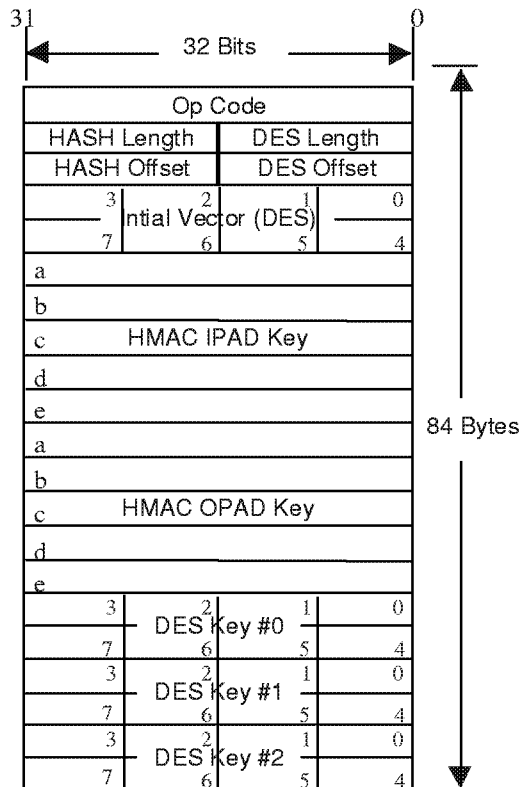 31 0
32 Bits
Op Code
HASH Length DES Length
HASH Offset DES Offset
3 2 1 0
Intial Vector (DES)
7 6 5 4
a
b
c HMAC IPAD Key
d
e
84 Bytes
a
b
c HMAC OPAD Key
d
e
3 2 1 0
DES Key #0
7 6 5 4
3 2 1 0
DES Key #1
7 6 5 4
3 2 1 0
DES Key #2
7 6 5 4